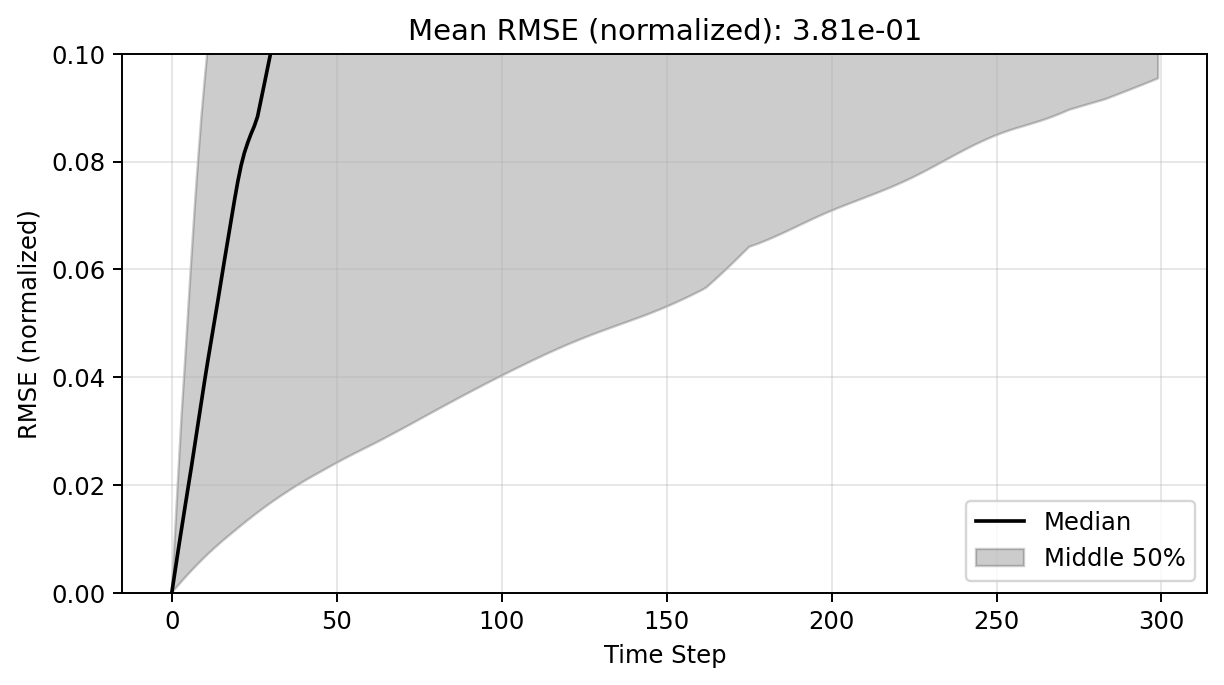 Mean RMSE (normalized): 3.81e-01
0.10
0.08
0.06
0.04
0.02
0.00
RMSE (normalized)
Median
Middle 50%
0 50 100 150 200 250 300
Time Step